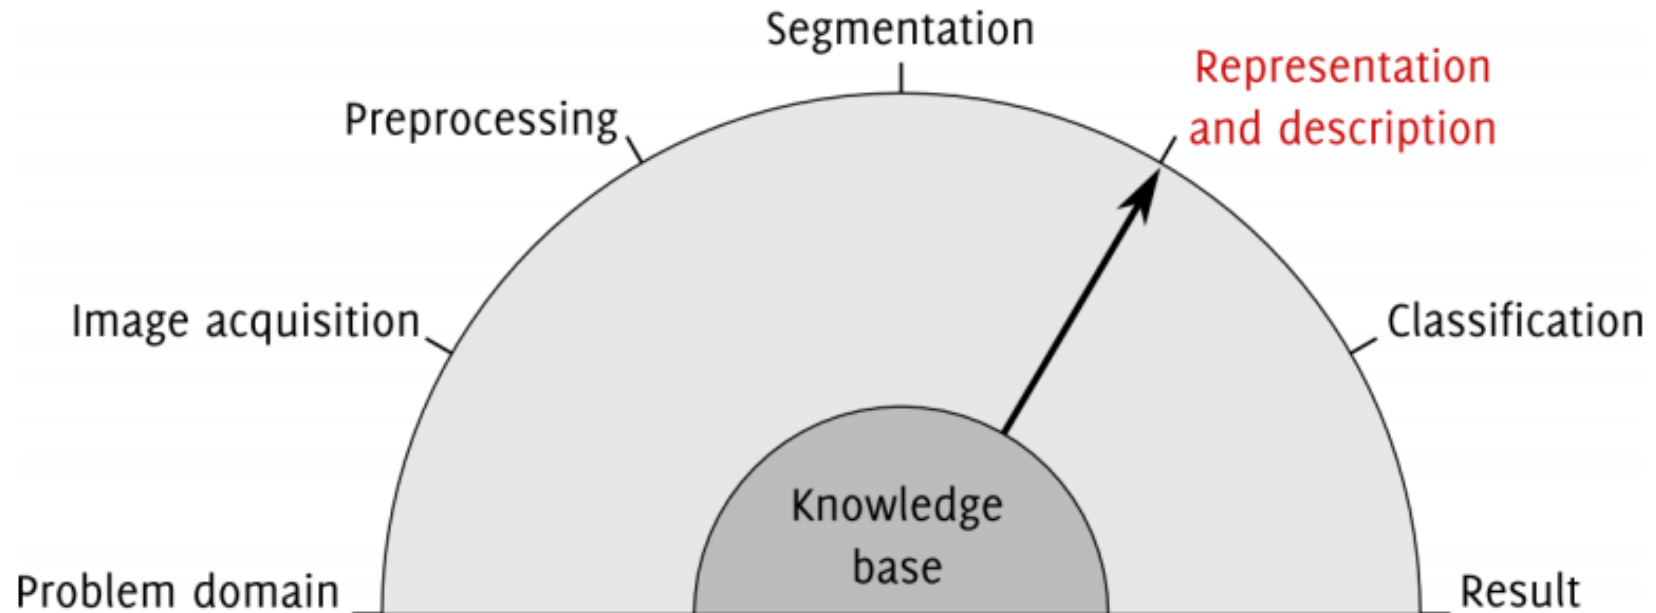 Segmentation
Representation
and description
Preprocessing
Image acquisition
Classification
Knowledge
base
Problem domain
Result